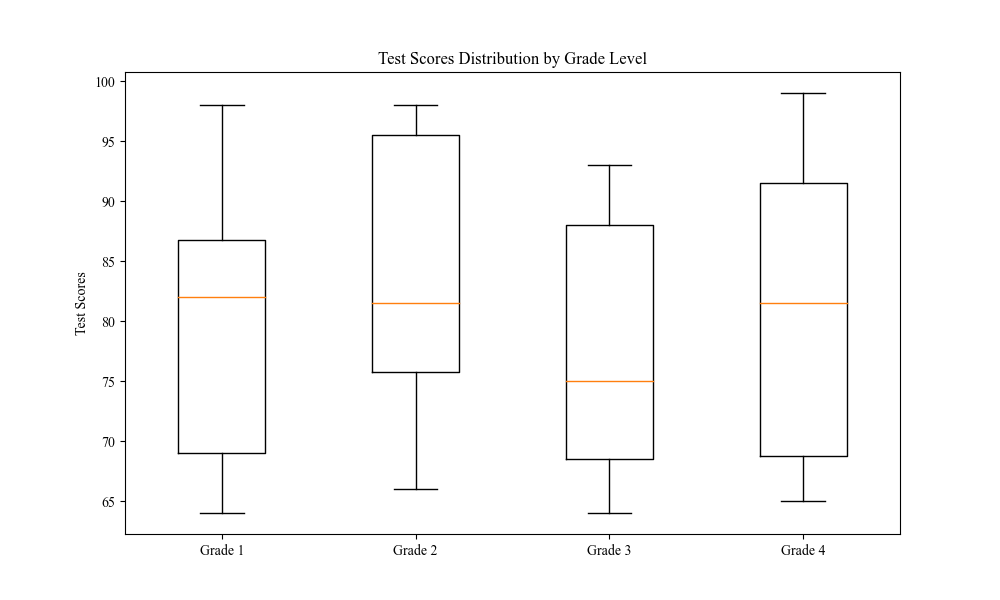 Test Scores Distribution by Grade Level
100
95
90
85
80
75
70
65
Test Scores
Grade 1
Grade 2
Grade 3
Grade 4